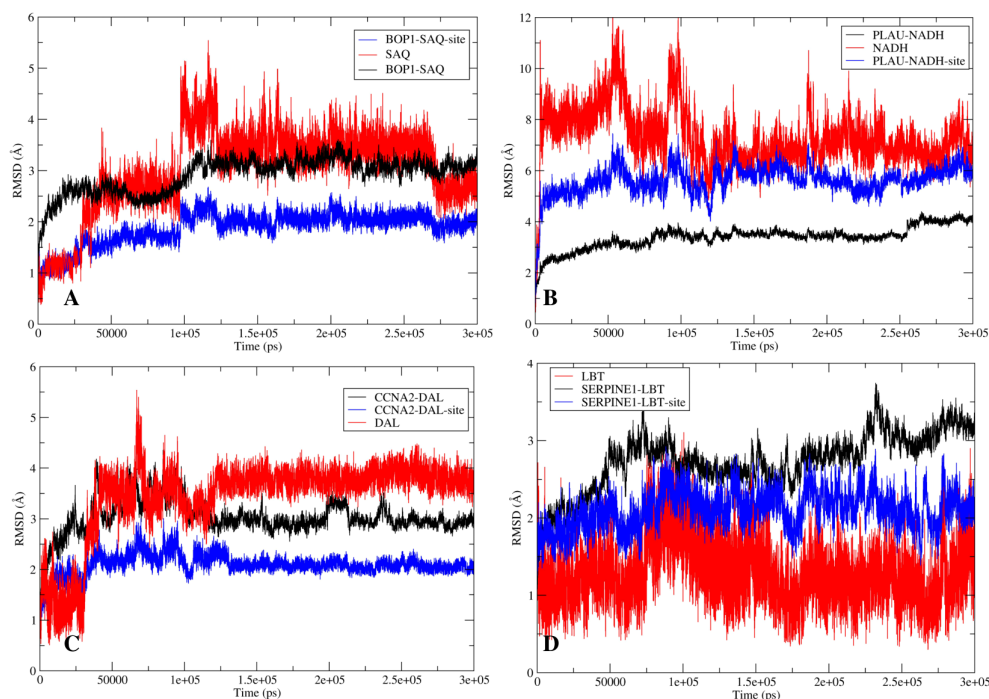 6
5
4
3
2
1
0
RMSD (Å)
BOP1-SAQ-site
SAQ
BOP1-SAQ
A
0
50000
1e+05
1.5e+05
2e+05
2.5e+05
3e+05
Time (ps)
12
10
8
6
4
2
0
RMSD (Å)
PLAU-NADH
NADH
PLAU-NADH-site
B
0
50000
1e+05
1.5e+05
2e+05
2.5e+05
3e+05
Time (ps)
6
5
4
3
2
1
0
RMSD (Å)
CCNA2-DAL
CCNA2-DAL-site
DAL
C
0
50000
1e+05
1.5e+05
2e+05
2.5e+05
3e+05
Time (ps)
4
3
2
1
0
RMSD (Å)
LBT
SERPINE1-LBT
SERPINE1-LBT-site
D
0
50000
1e+05
1.5e+05
2e+05
2.5e+05
3e+05
Time (ps)